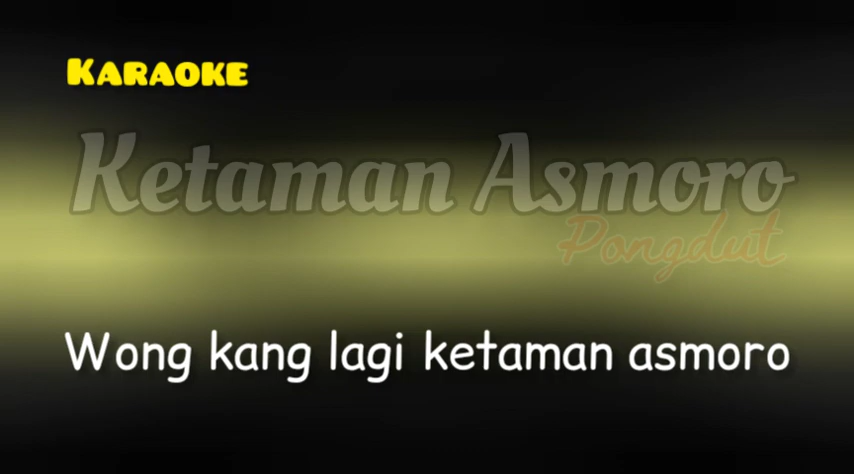 KARAOKE
Ketaman Asmoro
Pongdut
Wong kang lagi ketaman asmoro